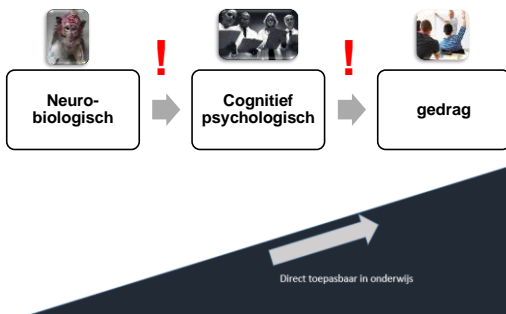 !
!
Neuro-
biologisch
Cognitief
psychologisch
gedrag
Direct toepasbaar in onderwijs